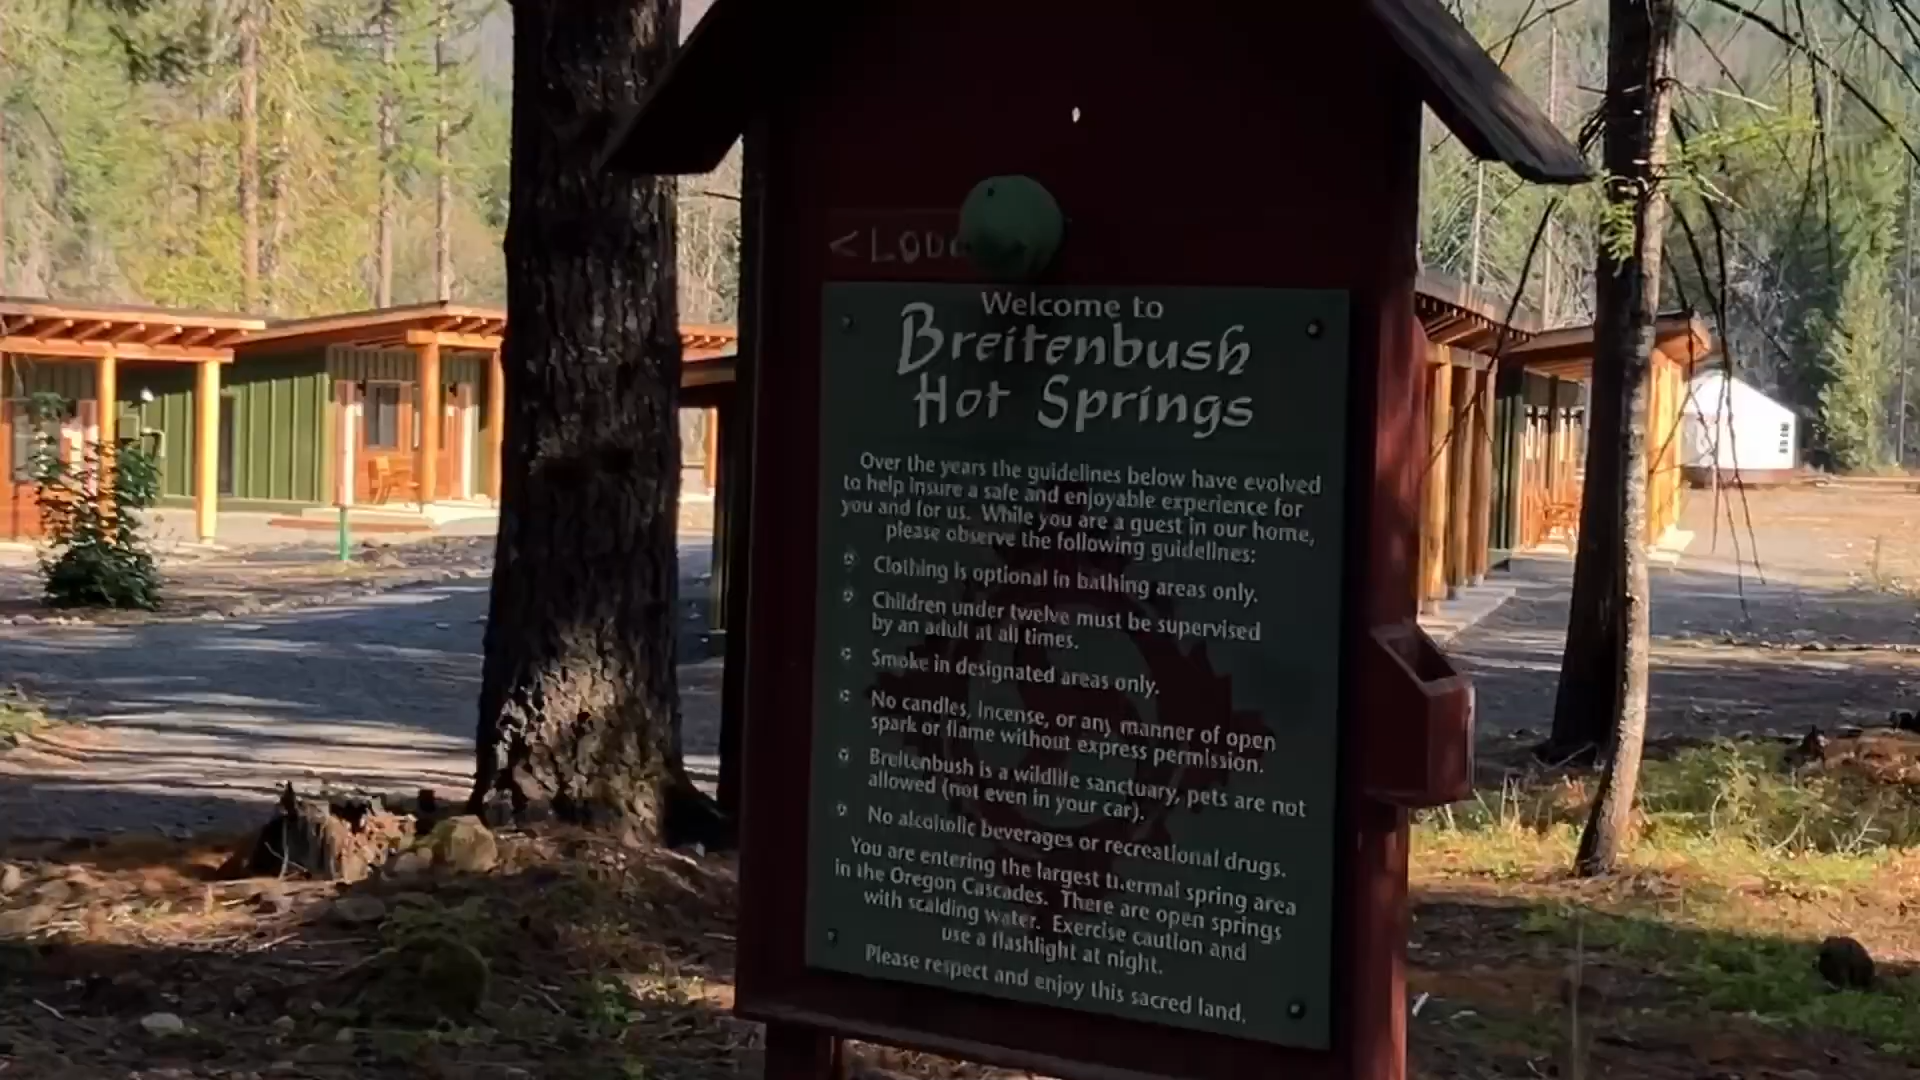 < LOD
Welcome to
Breitenbush
Hot Springs
Over the years the guidelines below have evolved
to help insure a safe and enjoyable experience for
you and for us. While you are a guest in our home,
please observe the following guidelines:
Clothing is optional in bathing areas only.
Children under twelve must be supervised
by an adult at all times.
Smoke in designated areas only.
No candles, incense, or any manner of open
spark or flame without express permission.
Breitenbush is a wildlife sanctuary, pets are not
allowed (not even in your car).
No alcoholic beverages or recreational drugs.
You are entering the largest thermal spring area
in the Oregon Cascades. There are open springs
with scalding water. Exercise caution and
use a flashlight at night.
Please respect and enjoy this sacred land.